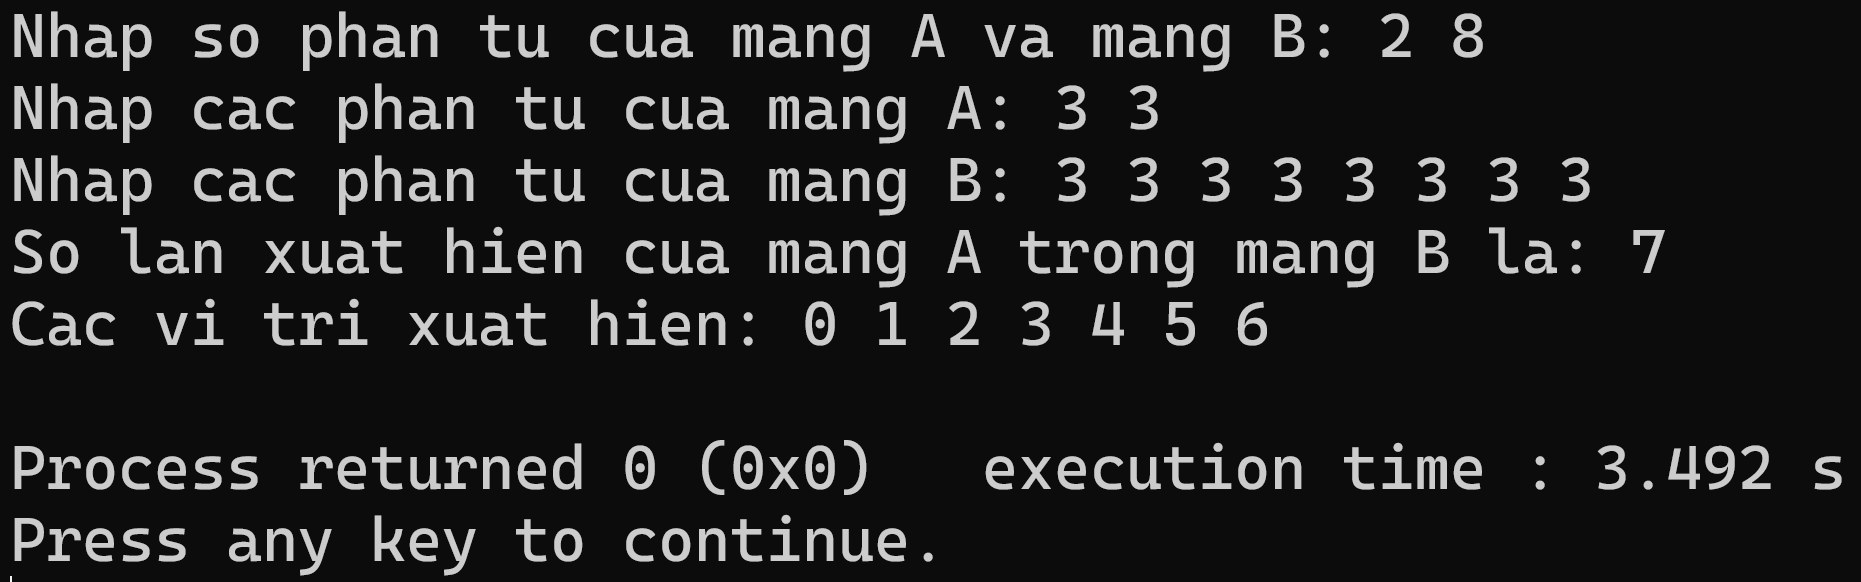 Nhap so phan tu cua mang A va mang B: 2 8
Nhap cac phan tu cua mang A: 3 3
Nhap cac phan tu cua mang B: 3 3 3 3 3 3 3 3
So lan xuat hien cua mang A trong mang B la: 7
Cac vi tri xuat hien: 0 1 2 3 4 5 6
Process returned 0 (0x0)   execution time : 3.492 s
Press any key to continue.